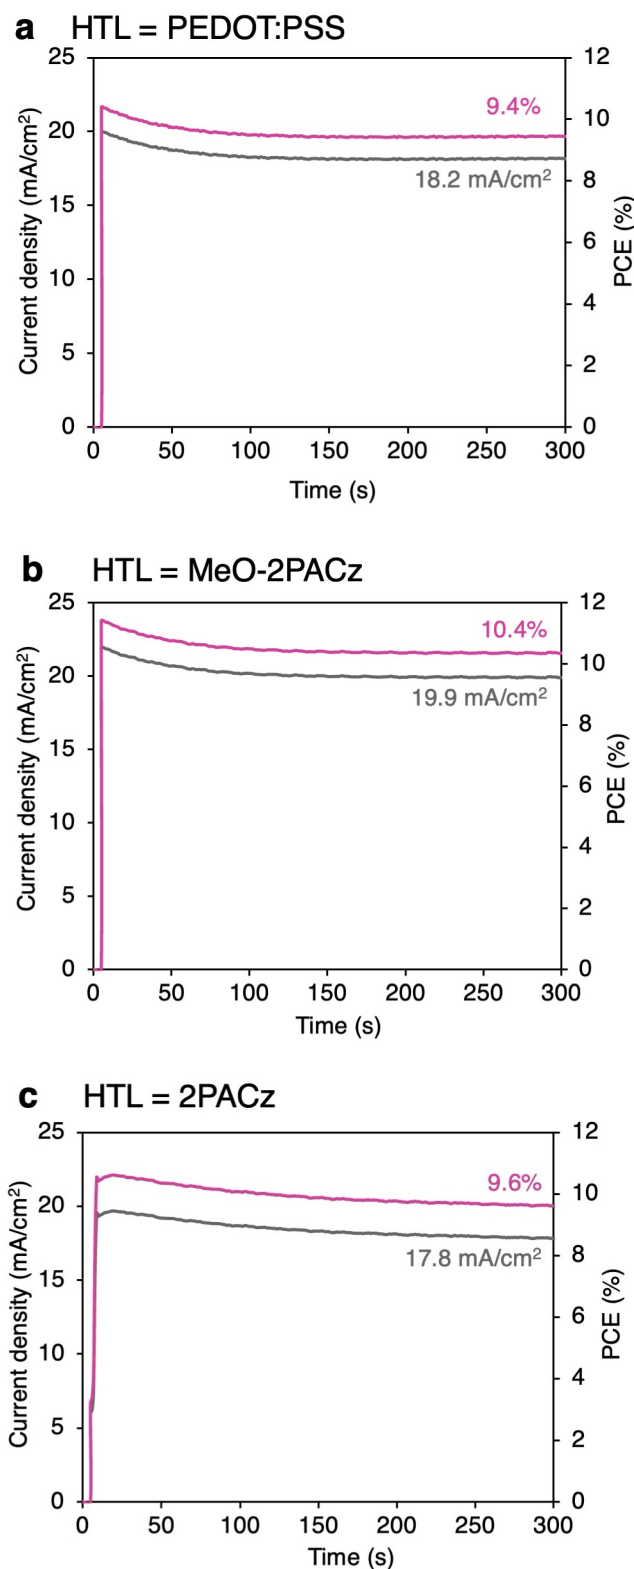 a HTL = PEDOT:PSS
25
20
15
10
5
0
Current density (mA/cm²)
12
10
8
6
4
2
0
PCE (%)
9.4%
18.2 mA/cm²
0 50 100 150 200 250 300
Time (s)
b HTL = MeO-2PACz
25
20
15
10
5
0
Current density (mA/cm²)
12
10
8
6
4
2
0
PCE (%)
10.4%
19.9 mA/cm²
0 50 100 150 200 250 300
Time (s)
c HTL = 2PACz
25
20
15
10
5
0
Current density (mA/cm²)
12
10
8
6
4
2
0
PCE (%)
9.6%
17.8 mA/cm²
0 50 100 150 200 250 300
Time (s)